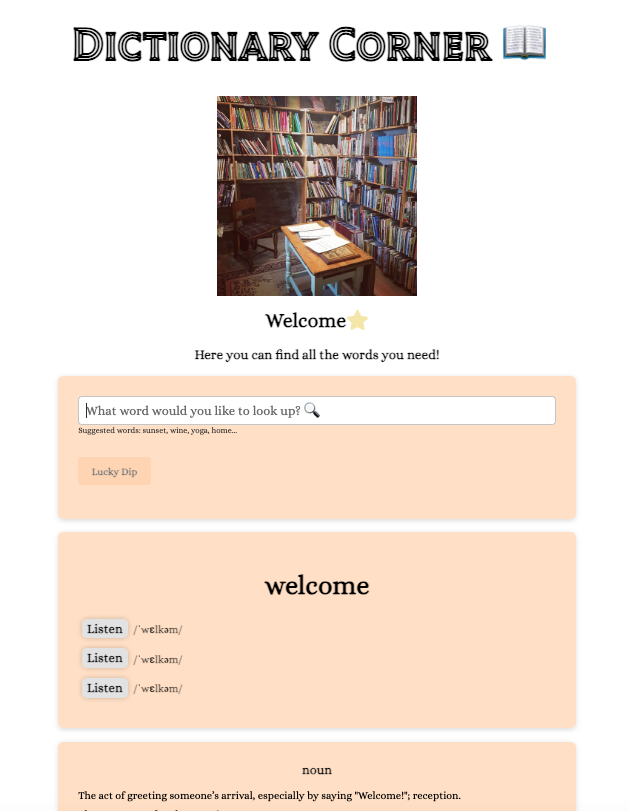 Dictionary Corner 📖
Welcome⭐
Here you can find all the words you need!
What word would you like to look up? 🔍
Suggested words: sunset, wine, yoga, home...
Lucky Dip
welcome
Listen /ˈwɛlkəm/
Listen /ˈwɛlkəm/
Listen /ˈwɛlkəm/
noun
The act of greeting someone’s arrival, especially by saying "Welcome!"; reception.